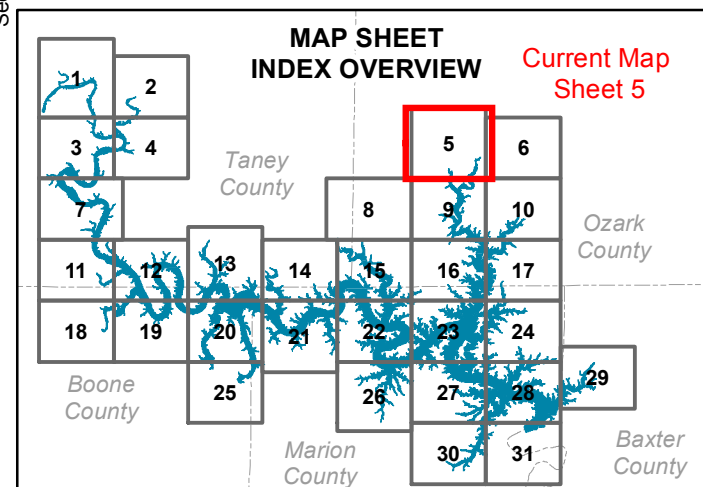 Se
MAP SHEET
INDEX OVERVIEW
Current Map
Sheet 5
1
2
3
4
5
6
Taney
County
7
8
9
10
Ozark
County
11
12
13
14
15
16
17
18
19
20
21
22
23
24
Boone
County
25
26
27
28
29
Marion
County
30
31
Baxter
County